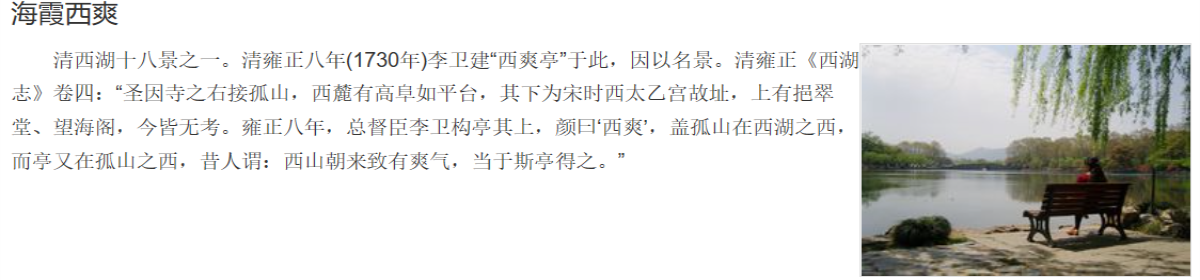 海霞西爽
清西湖十八景之一。清雍正八年(1730年)李卫建“西爽亭”于此，因以名景。清雍正《西湖
志》卷四：“圣因寺之右接孤山，西麓有高阜如平台，其下为宋时西太乙宫故址，上有挹翠
堂、望海阁，今皆无考。雍正八年，总督臣李卫构亭其上，颜曰‘西爽’，盖孤山在西湖之西，
而亭又在孤山之西，昔人谓：西山朝来致有爽气，当于斯亭得之。”